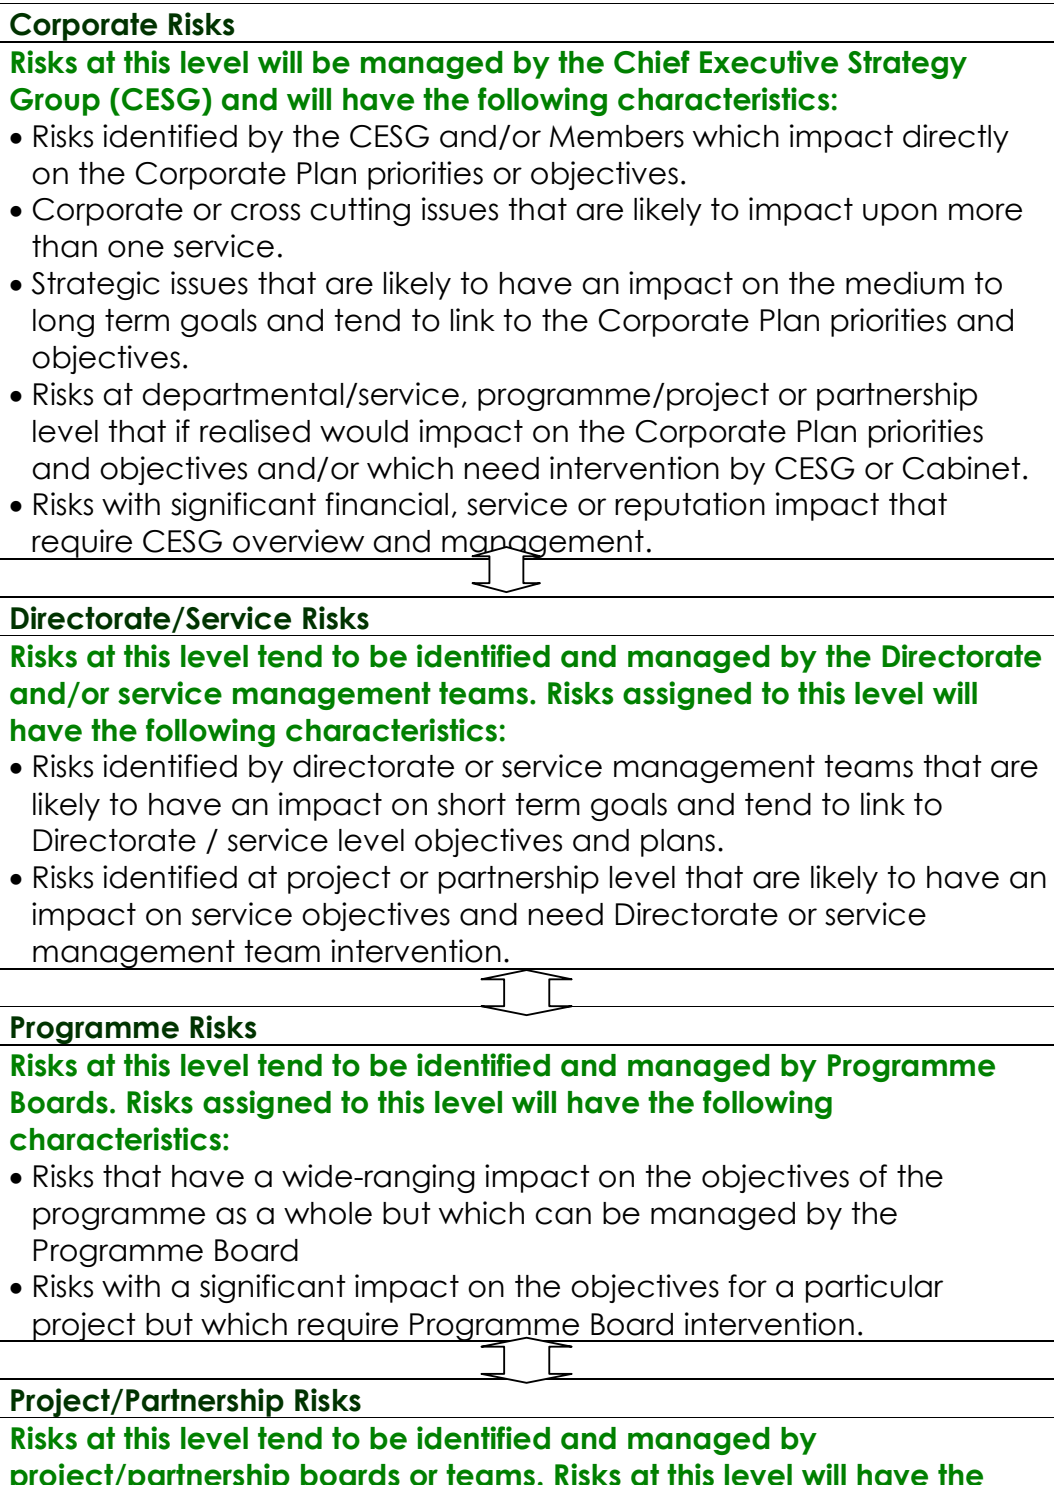 Corporate Risks
Risks at this level will be managed by the Chief Executive Strategy
Group (CESG) and will have the following characteristics:
• Risks identified by the CESG and/or Members which impact directly
on the Corporate Plan priorities or objectives.
• Corporate or cross cutting issues that are likely to impact upon more
than one service.
• Strategic issues that are likely to have an impact on the medium to
long term goals and tend to link to the Corporate Plan priorities and
objectives.
• Risks at departmental/service, programme/project or partnership
level that if realised would impact on the Corporate Plan priorities
and objectives and/or which need intervention by CESG or Cabinet.
• Risks with significant financial, service or reputation impact that
require CESG overview and management.
Directorate/Service Risks
Risks at this level tend to be identified and managed by the Directorate
and/or service management teams. Risks assigned to this level will
have the following characteristics:
• Risks identified by directorate or service management teams that are
likely to have an impact on short term goals and tend to link to
Directorate / service level objectives and plans.
• Risks identified at project or partnership level that are likely to have an
impact on service objectives and need Directorate or service
management team intervention.
Programme Risks
Risks at this level tend to be identified and managed by Programme
Boards. Risks assigned to this level will have the following
characteristics:
• Risks that have a wide-ranging impact on the objectives of the
programme as a whole but which can be managed by the
Programme Board
• Risks with a significant impact on the objectives for a particular
project but which require Programme Board intervention.
Project/Partnership Risks
Risks at this level tend to be identified and managed by
project/partnership boards or teams. Risks at this level will have the